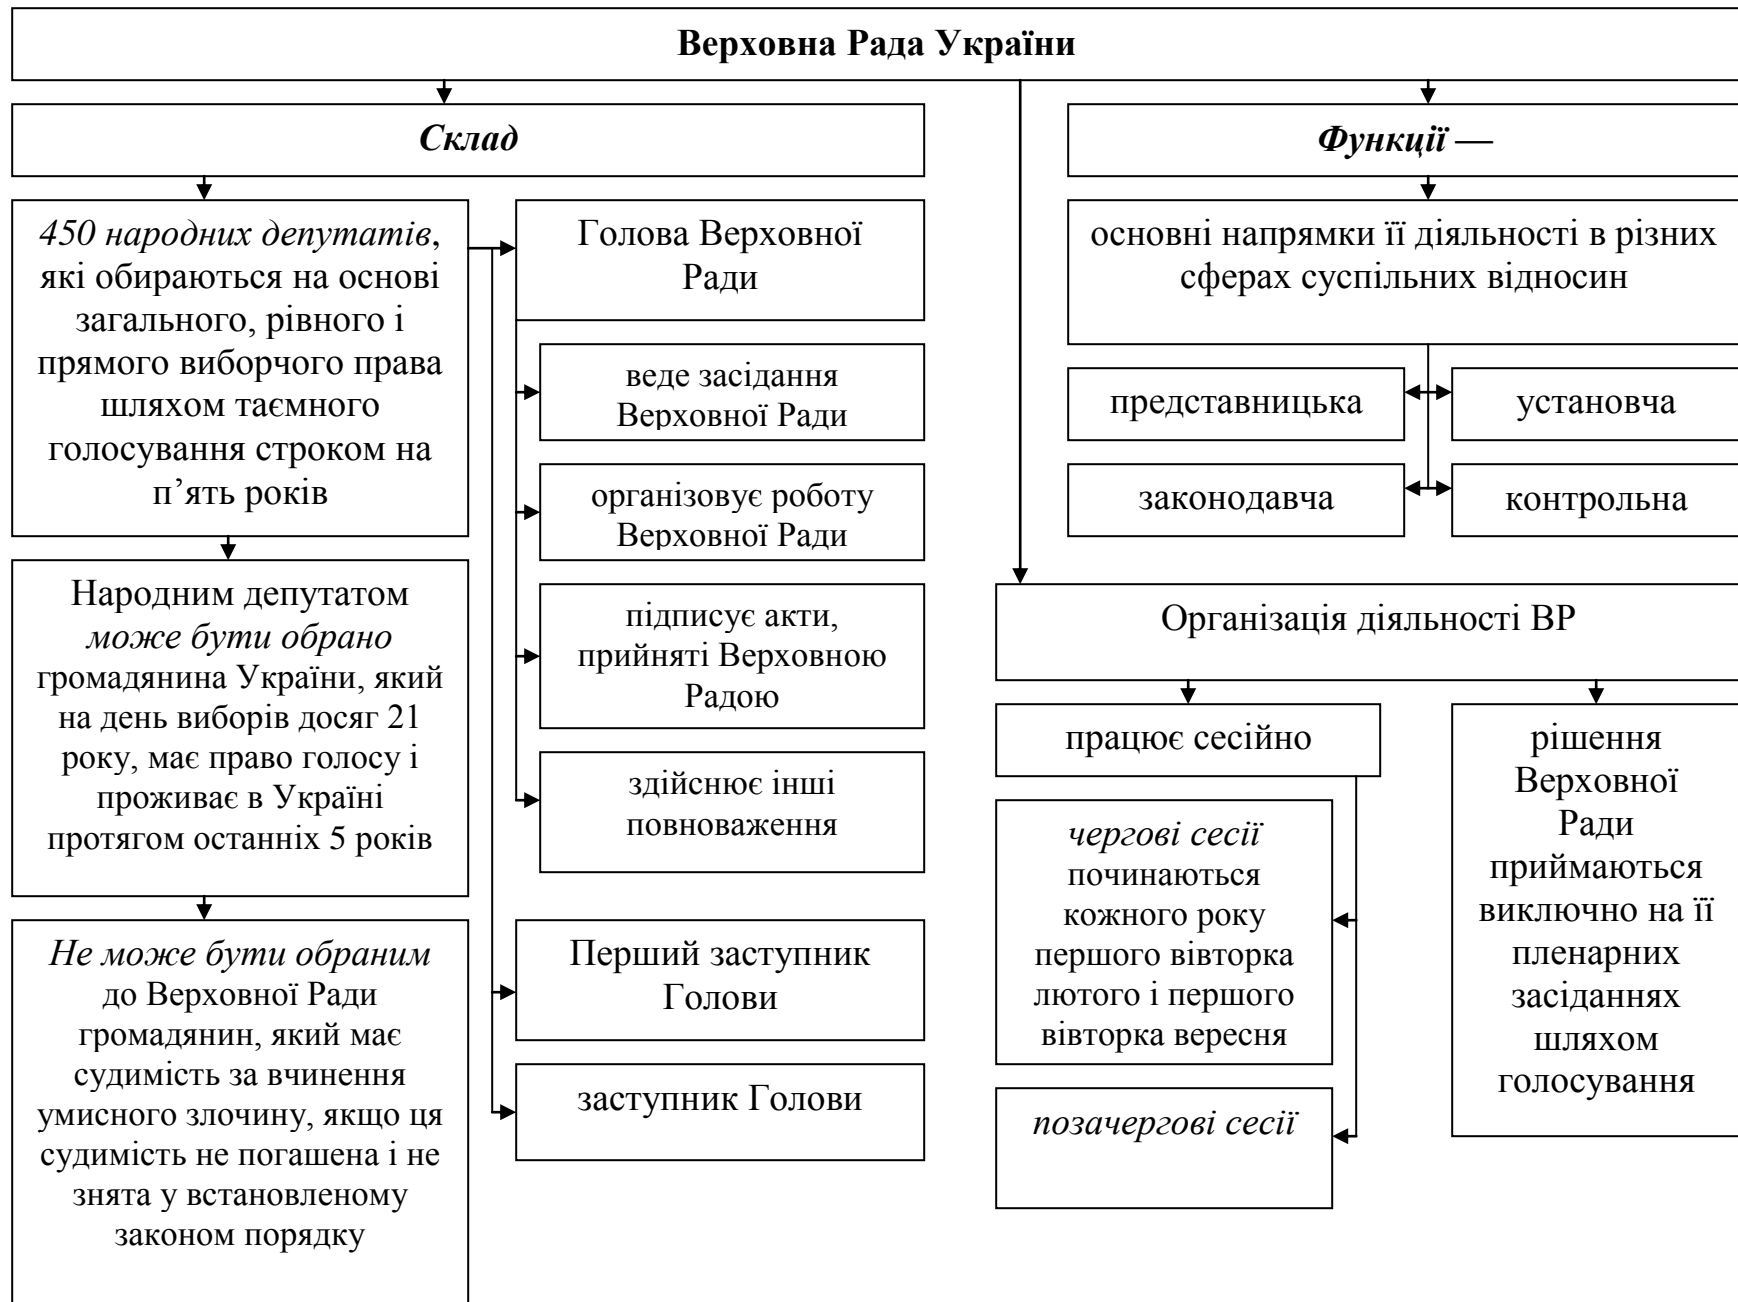 Верховна Рада України
Склад
450 народних депутатів,
які обираються на основі
загального, рівного і
прямого виборчого права
шляхом таємного
голосування строком на
п’ять років
Народним депутатом
може бути обрано
громадянина України, який
на день виборів досяг 21
року, має право голосу і
проживає в Україні
протягом останніх 5 років
Не може бути обраним
до Верховної Ради
громадянин, який має
судимість за вчинення
умисного злочину, якщо ця
судимість не погашена і не
знята у встановленому
законом порядку
Голова Верховної
Ради
веде засідання
Верховної Ради
організовує роботу
Верховної Ради
підписує акти,
прийняті Верховною
Радою
здійснює інші
повноваження
Перший заступник
Голови
заступник Голови
Функції —
основні напрямки її діяльності в різних
сферах суспільних відносин
представницька
установча
законодавча
контрольна
Організація діяльності ВР
працює сесійно
чергові сесії
починаються
кожного року
першого вівторка
лютого і першого
вівторка вересня
позачергові сесії
рішення
Верховної
Ради
приймаються
виключно на її
пленарних
засіданнях
шляхом
голосування